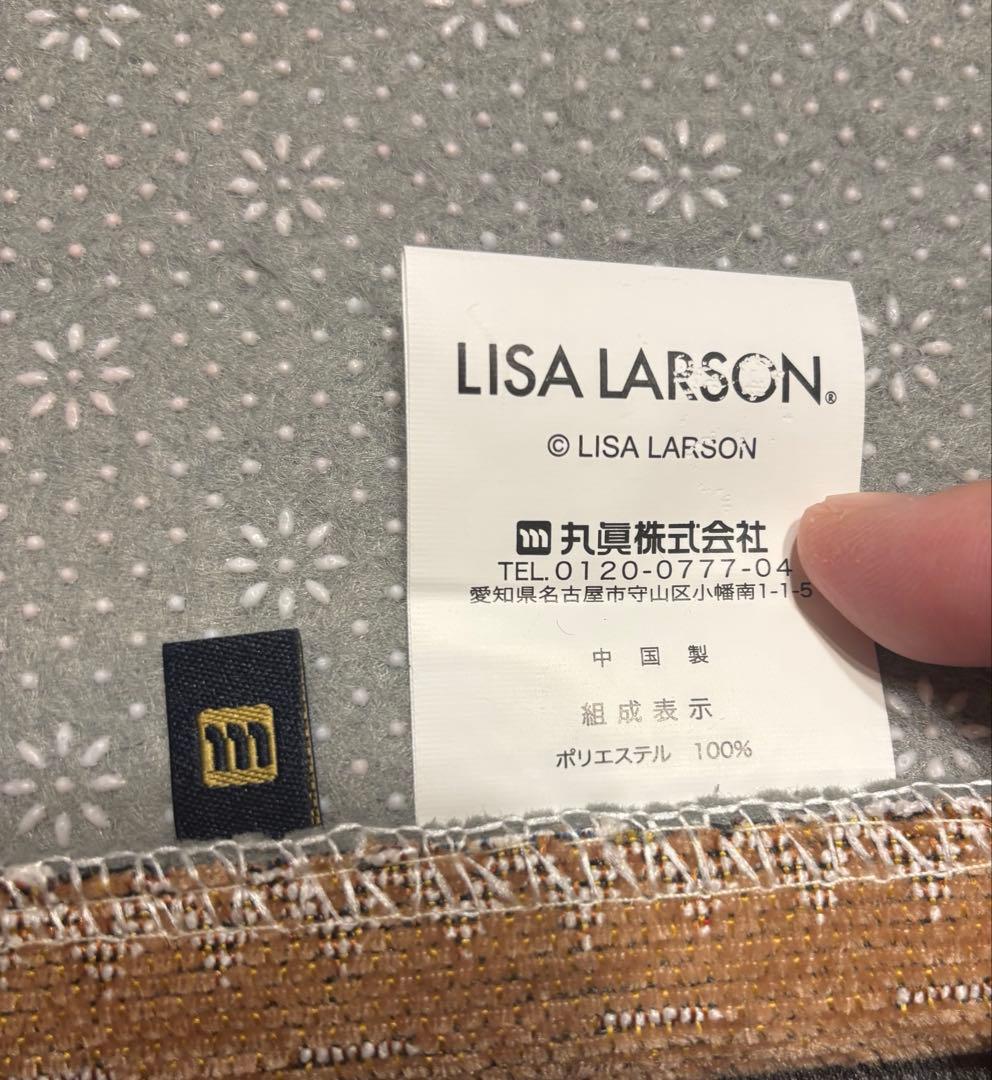 LISA LARSON®
© LISA LARSON
丸眞株式会社
TEL.0120-0777-04
愛知県名古屋市守山区小幡南1-1-5
中国製
組成表示
ポリエステル 100%